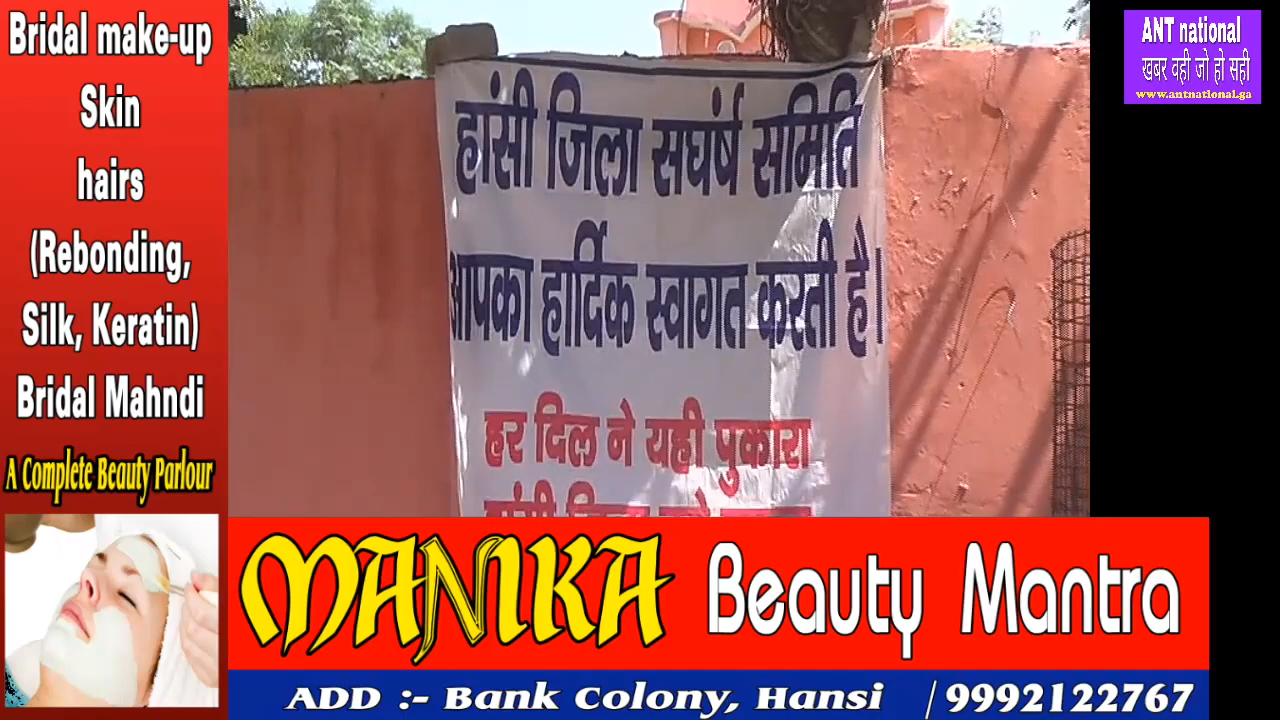 Bridal make-up
Skin
hairs
(Rebonding,
Silk, Keratin)
Bridal Mahndi
A Complete Beauty Parlour
ANT national
खबर वही जो हो सही
www.antnational.ga
हांसी जिला सघंर्ष समिति
आपका हार्दिक स्वागत करती है।
हर दिल ने यही पुकारा
हांसी जिला
MANIKA Beauty Mantra
ADD :- Bank Colony, Hansi / 9992122767